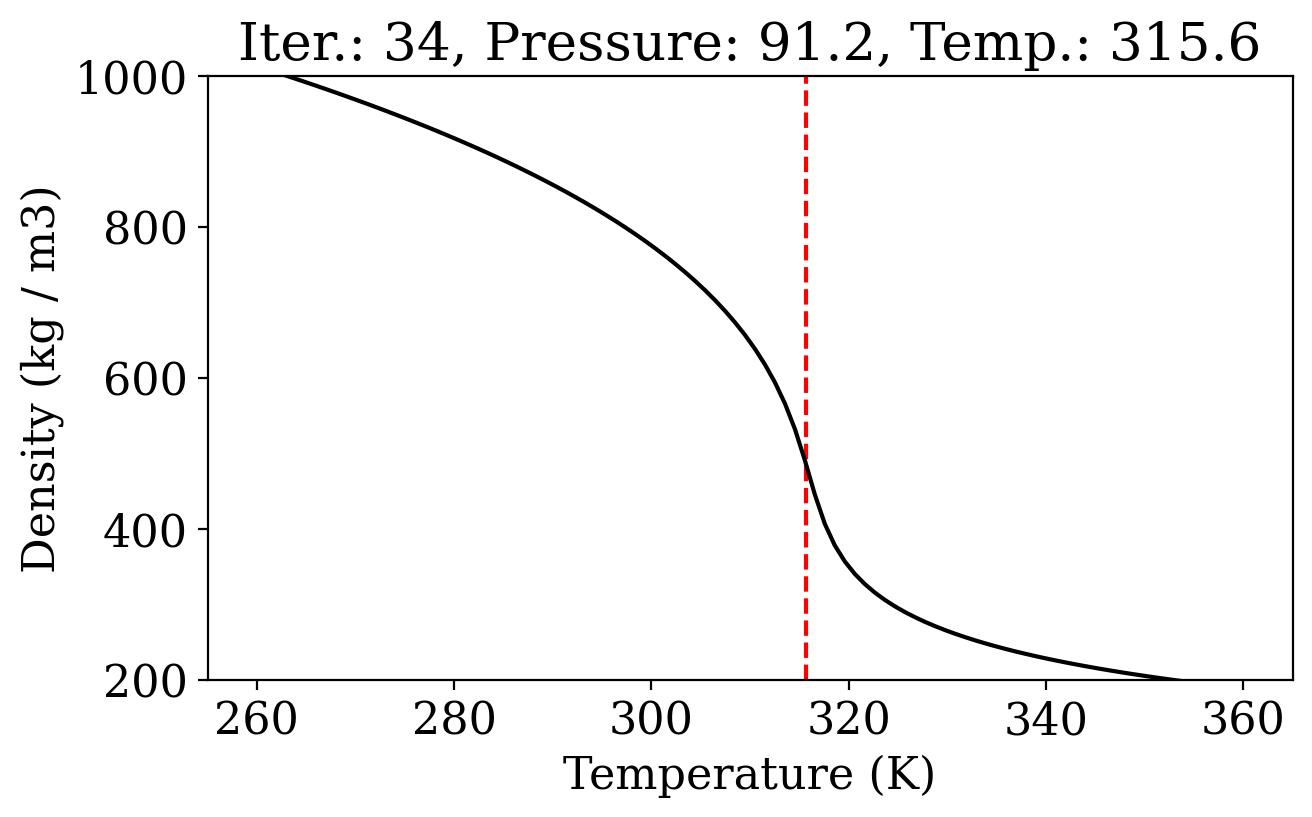 Iter.: 34, Pressure: 91.2, Temp.: 315.6
1000
800
600
400
200
Density (kg / m3)
260 280 300 320 340 360
Temperature (K)